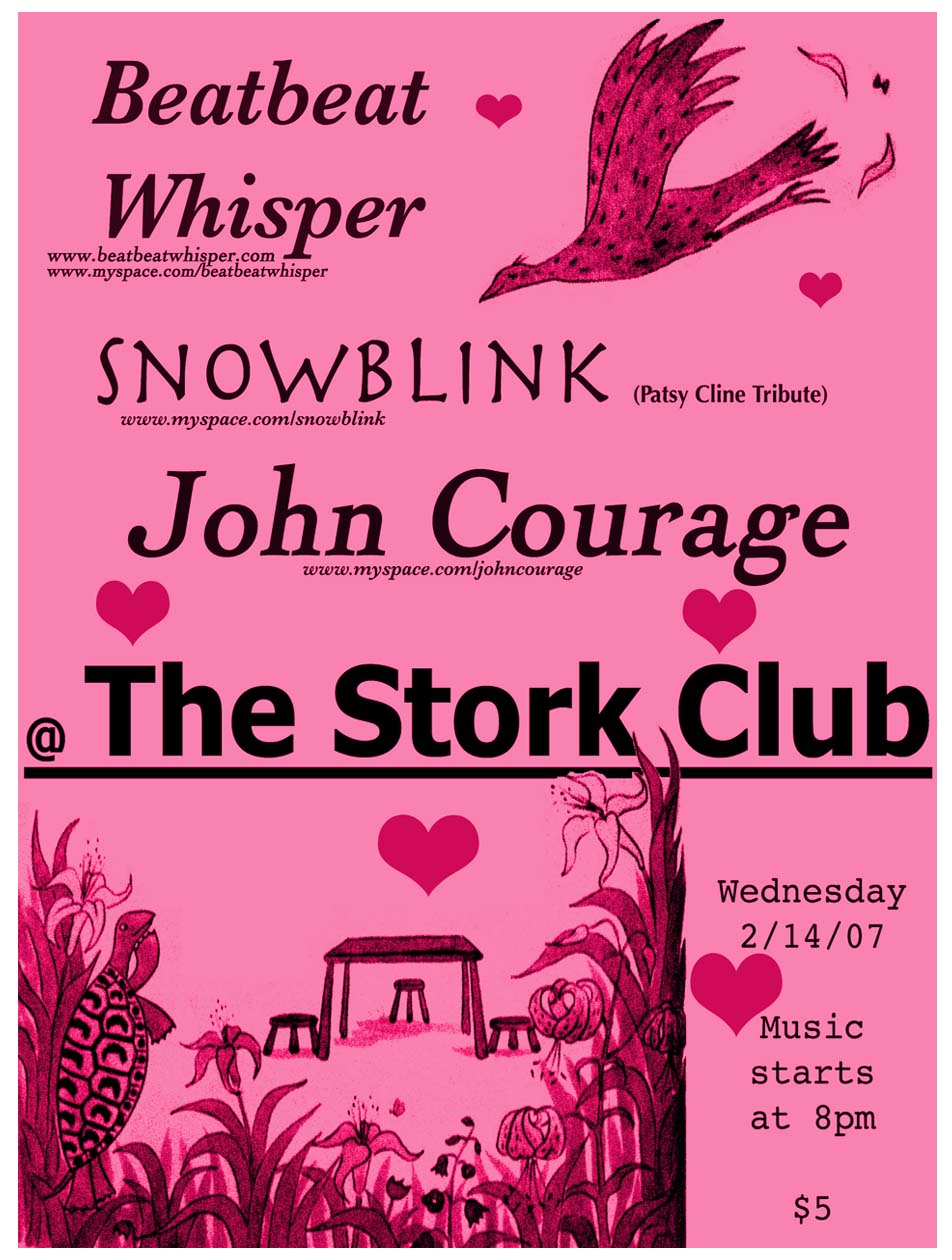 Beatbeat
Whisper
www.beatbeatwhisper.com
www.myspace.com/beatbeatwhisper
SNOWBLINK (Patsy Cline Tribute)
www.myspace.com/snowblink
John Courage
www.myspace.com/johncourage
@ The Stork Club
Wednesday
2/14/07
Music
starts
at 8pm
$5